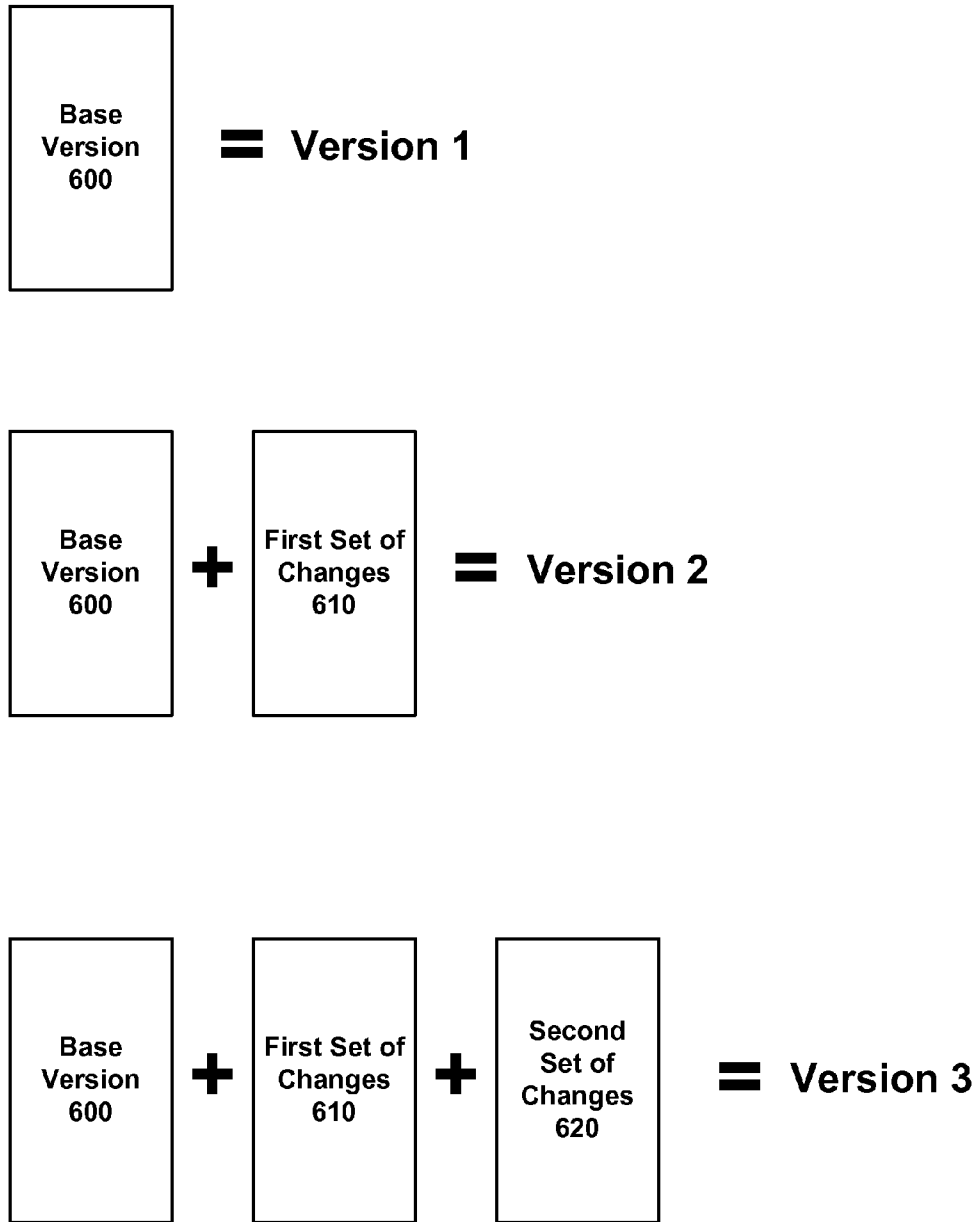 Base
Version
600
= Version 1
Base
Version
600
+
First Set of
Changes
610
= Version 2
Base
Version
600
+
First Set of
Changes
610
+
Second
Set of
Changes
620
= Version 3